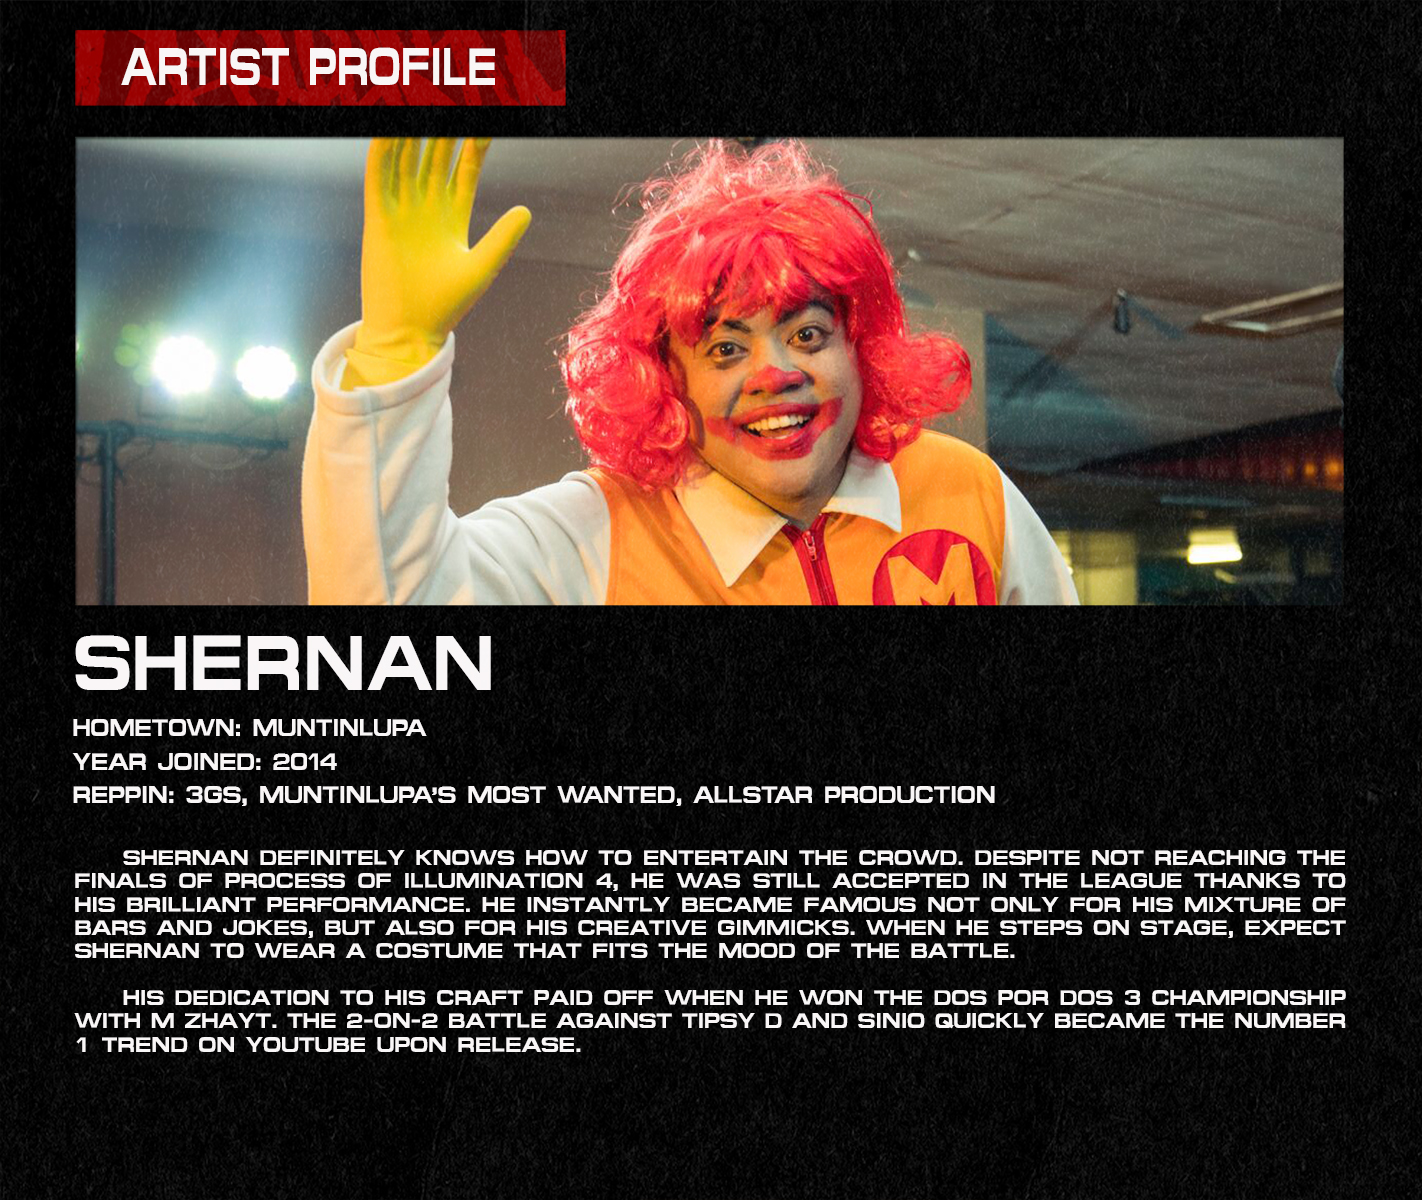 ARTIST PROFILE
M
SHERNAN
HOMETOWN: MUNTINLUPA
YEAR JOINED: 2014
REPPIN: 3GS, MUNTINLUPA'S MOST WANTED, ALLSTAR PRODUCTION
SHERNAN DEFINITELY KNOWS HOW TO ENTERTAIN THE CROWD. DESPITE NOT REACHING THE
FINALS OF PROCESS OF ILLUMINATION 4, HE WAS STILL ACCEPTED IN THE LEAGUE THANKS TO
HIS BRILLIANT PERFORMANCE. HE INSTANTLY BECAME FAMOUS NOT ONLY FOR HIS MIXTURE OF
BARS AND JOKES, BUT ALSO FOR HIS CREATIVE GIMMICKS. WHEN HE STEPS ON STAGE, EXPECT
SHERNAN TO WEAR A COSTUME THAT FITS THE MOOD OF THE BATTLE.
HIS DEDICATION TO HIS CRAFT PAID OFF WHEN HE WON THE DOS POR DOS 3 CHAMPIONSHIP
WITH M ZHAYT. THE 2-ON-2 BATTLE AGAINST TIPSY D AND SINIO QUICKLY BECAME THE NUMBER
1 TREND ON YOUTUBE UPON RELEASE.